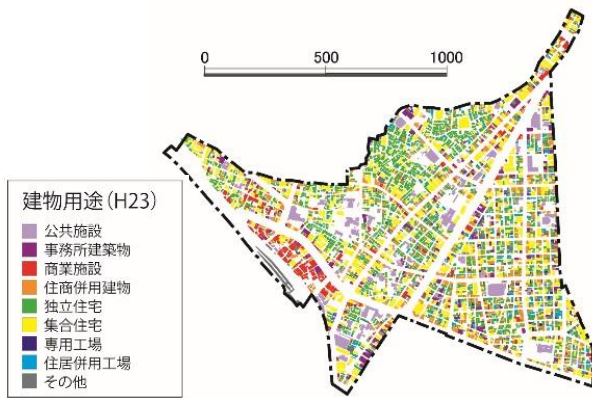 0 500 1000
建物用途(H23)
公共施設
事務所建築物
商業施設
住商併用建物
独立住宅
集合住宅
専用工場
住居併用工場
その他